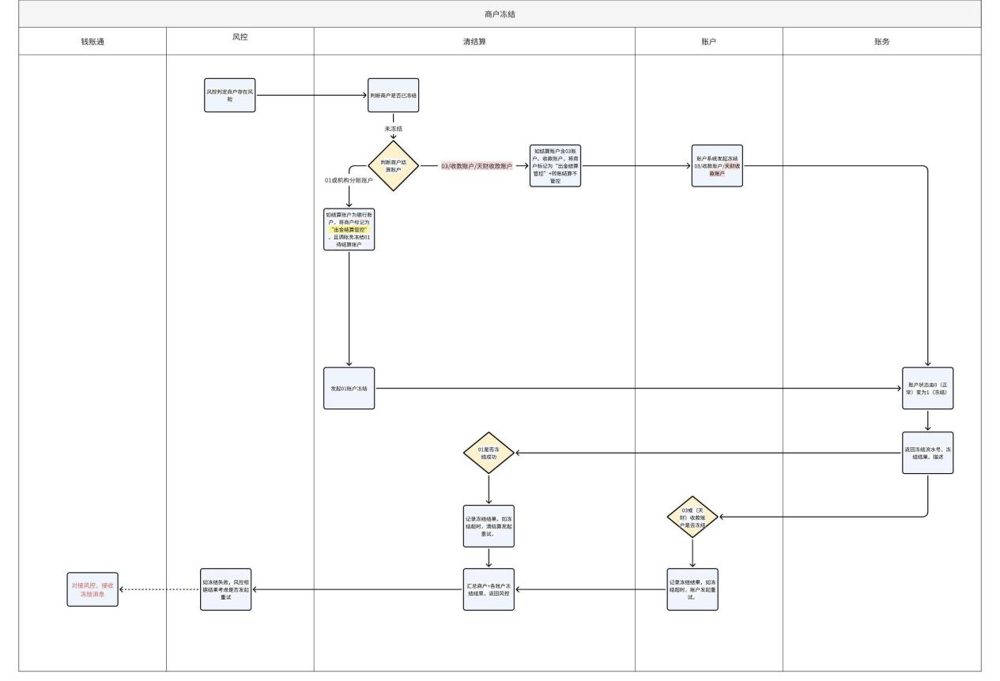 商户冻结
钱账通
风控
清结算
账户
账务
风控判定商户存在风
险
判断商户是否已冻结
未冻结
判断商户结
算账户
03/收款账户/天财收款账户
01或机构分账账户
如结算账户含03账
户、收款账户，将商
户标记为“出金结算
管控”+转账结算不
管控
账户系统发起冻结
03/收款账户/天财收
款账户
如结算账户为银行账
户，将商户标记为
“出金结算管控”
，且调账务冻结01
待结算账户
发起01账户冻结
账户状态由0（正
常）变为1（冻结）
01是否冻
结成功
返回冻结流水号、冻
结结果、描述
03或（天
财）收款账
户是否冻结
记录冻结结果，如冻
结超时，清结算发起
重试，
对接风控，接收
冻结消息
如冻结失败，风控根
据结果考虑是否发起
重试
汇总商户+各账户冻
结结果，返回风控
记录冻结结果，如冻
结超时，账户发起重
试，